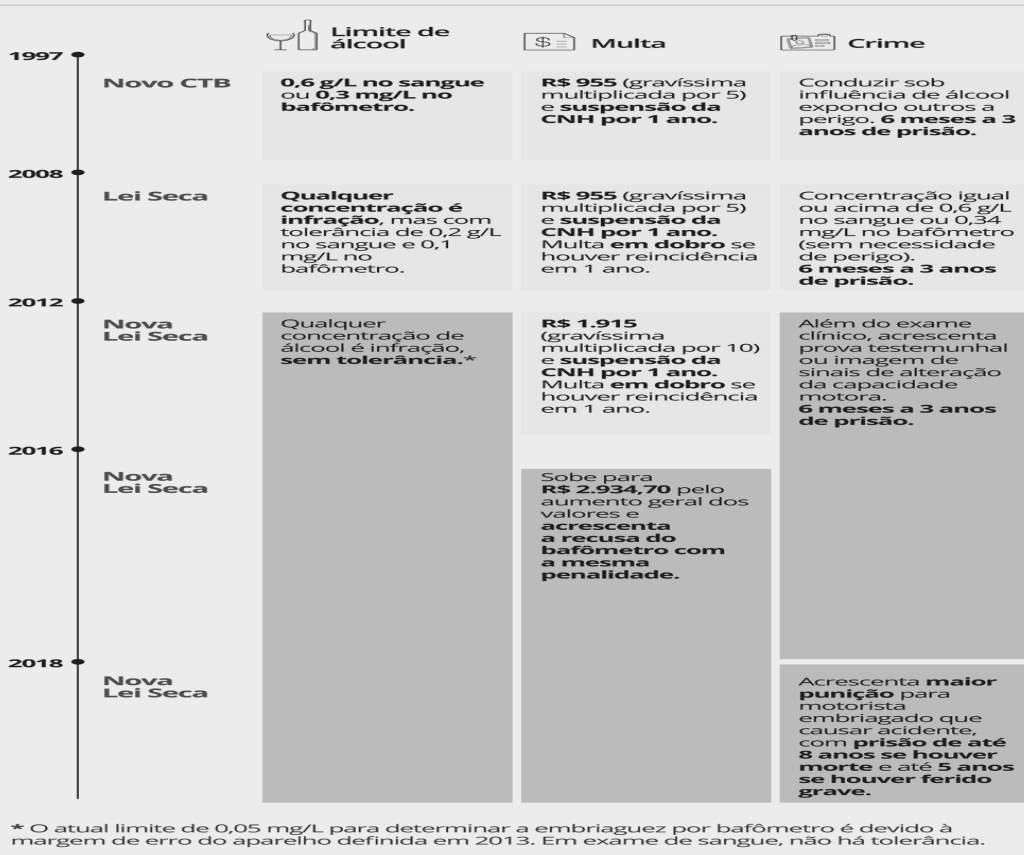 Limite de
álcool
Multa
Crime
1997
Novo CTB
0,6 g/L no sangue
ou 0,3 mg/L no
bafômetro.
R$ 955 (gravíssima
multiplicada por 5)
e suspensão da
CNH por 1 ano.
Conduzir sob
influência de álcool
expondo outros a
perigo. 6 meses a 3
anos de prisão.
2008
Lei Seca
Qualquer
concentração é
infração, mas com
tolerância de 0,2 g/L
no sangue e 0,1
mg/L no
bafômetro.
R$ 955 (gravíssima
multiplicada por 5)
e suspensão da
CNH por 1 ano.
Multa em dobro se
houver reincidência
em 1 ano.
Concentração igual
ou acima de 0,6 g/L
no sangue ou 0,34
mg/L no bafômetro
(sem necessidade
de perigo).
6 meses a 3 anos
de prisão.
2012
Nova
Lei Seca
Qualquer
concentração de
álcool é infração,
sem tolerância.*
R$ 1.915
(gravíssima
multiplicada por 10)
e suspensão da
CNH por 1 ano.
Multa em dobro se
houver reincidência
em 1 ano.
Além do exame
clínico, acrescenta
prova testemunhal
ou imagem de
sinais de alteração
da capacidade
motora.
6 meses a 3 anos
de prisão.
2016
Nova
Lei Seca
Sobe para
R$ 2.934,70 pelo
aumento geral dos
valores e
acrescenta
a recusa do
bafômetro com
a mesma
penalidade.
2018
Nova
Lei Seca
Acrescenta maior
punição para
motorista
embriagado que
causar acidente,
com prisão de até
8 anos se houver
morte e até 5 anos
se houver ferido
grave.
* O atual limite de 0,05 mg/L para determinar a embriaguez por bafômetro é devido à
margem de erro do aparelho definida em 2013. Em exame de sangue, não há tolerância.